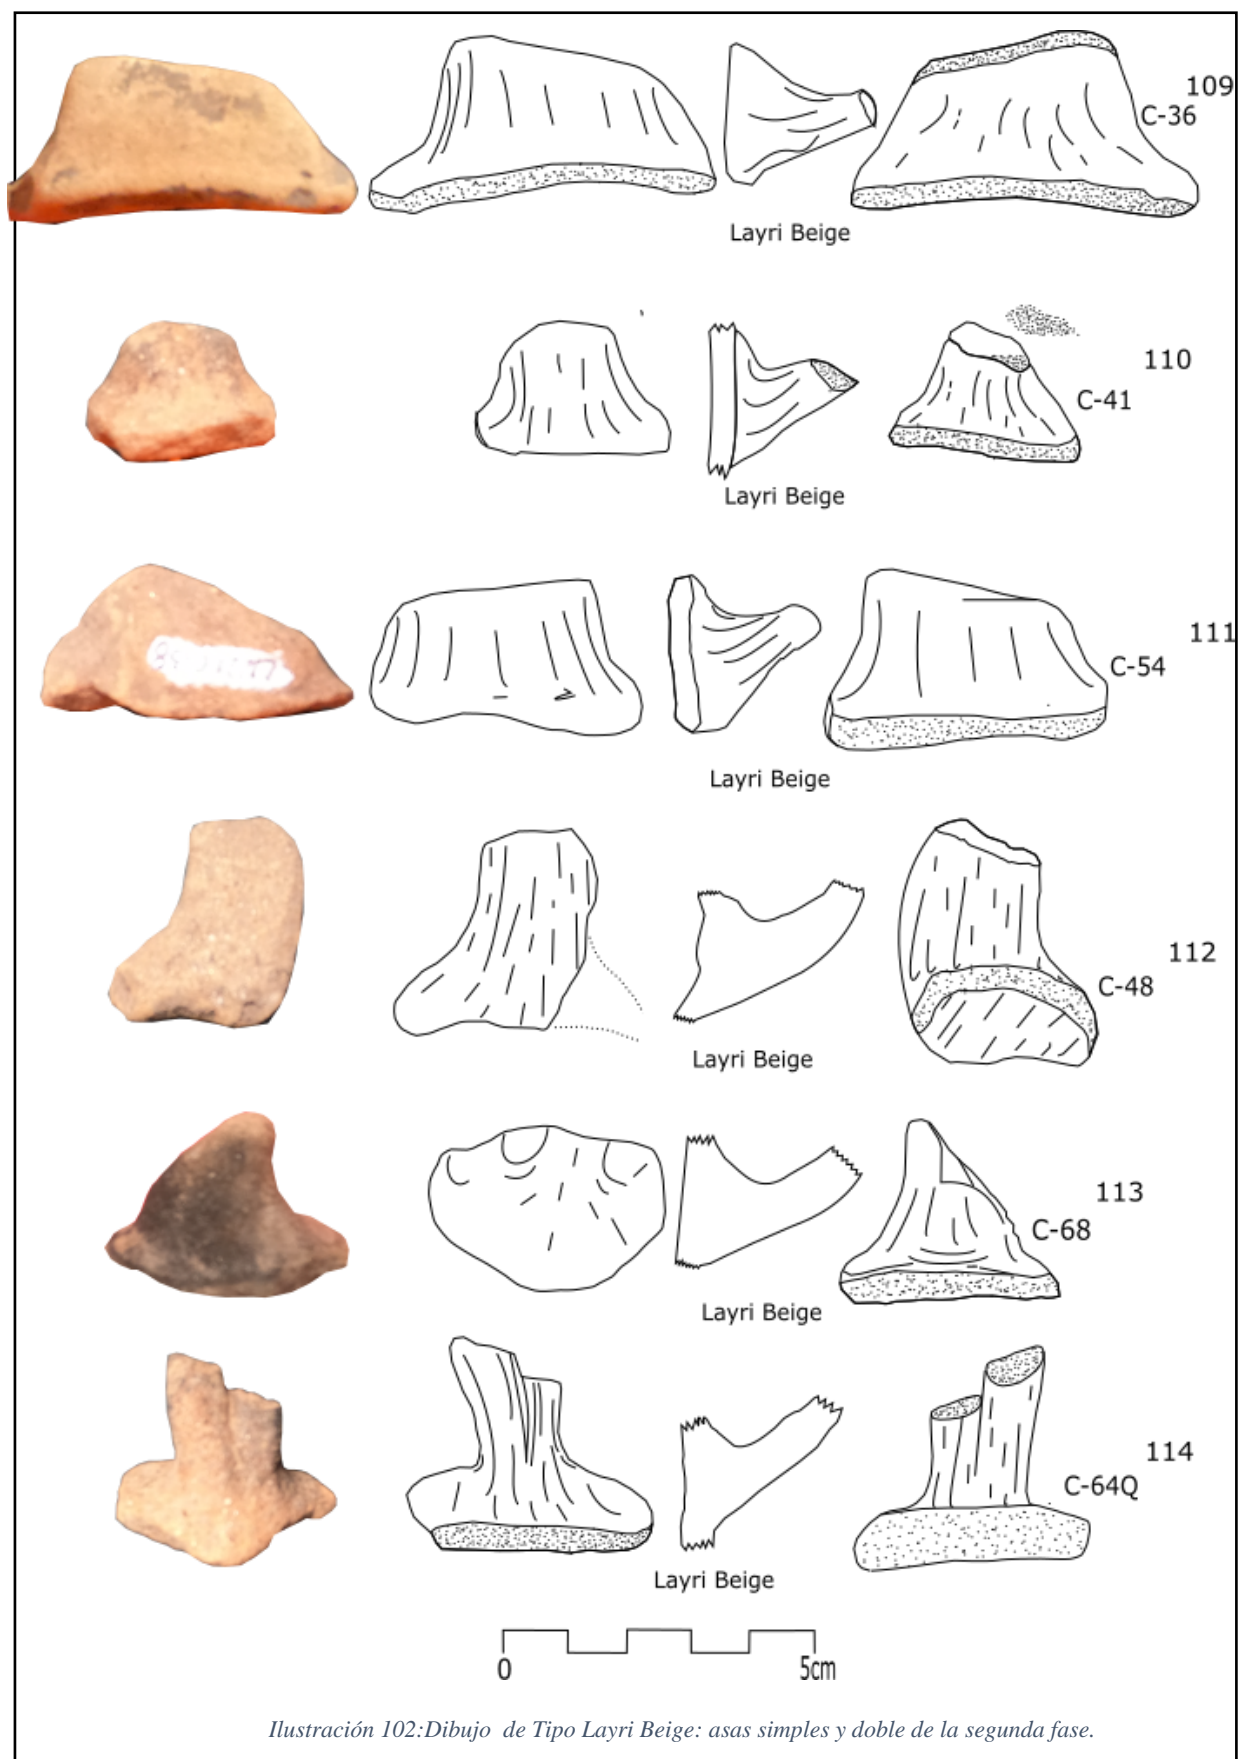 109
C-36
Layri Beige
110
C-41
Layri Beige
111
C-54
Layri Beige
112
C-48
Layri Beige
113
C-68
Layri Beige
114
C-64Q
Layri Beige
0 5cm
Ilustración 102:Dibujo de Tipo Layri Beige: asas simples y doble de la segunda fase.